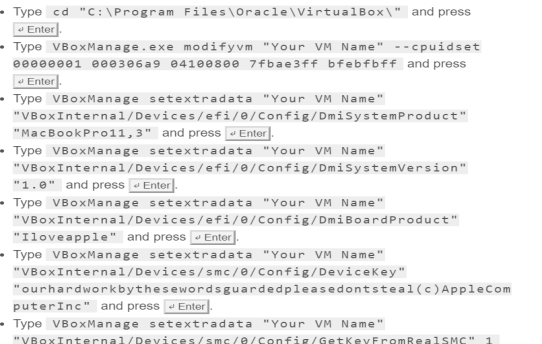 • Type cd "C:\Program Files\Oracle\VirtualBox\" and press
↵ Enter.
• Type VBoxManage.exe modifyvm "Your VM Name" --cpuidset
00000001 000306a9 04100800 7fbae3ff bfebfbff and press
↵ Enter.
• Type VBoxManage setextradata "Your VM Name"
"VBoxInternal/Devices/efi/0/Config/DmiSystemProduct"
"MacBookPro11,3" and press ↵ Enter.
• Type VBoxManage setextradata "Your VM Name"
"VBoxInternal/Devices/efi/0/Config/DmiSystemVersion"
"1.0" and press ↵ Enter.
• Type VBoxManage setextradata "Your VM Name"
"VBoxInternal/Devices/efi/0/Config/DmiBoardProduct"
"Iloveapple" and press ↵ Enter.
• Type VBoxManage setextradata "Your VM Name"
"VBoxInternal/Devices/smc/0/Config/DeviceKey"
"ourhardworkbythesewordsguardedpleasedontsteal(c)AppleCom
puterInc" and press ↵ Enter.
• Type VBoxManage setextradata "Your VM Name"
"VBoxInternal/Devices/smc/0/Config/GetKeyFromRealSMC" 1